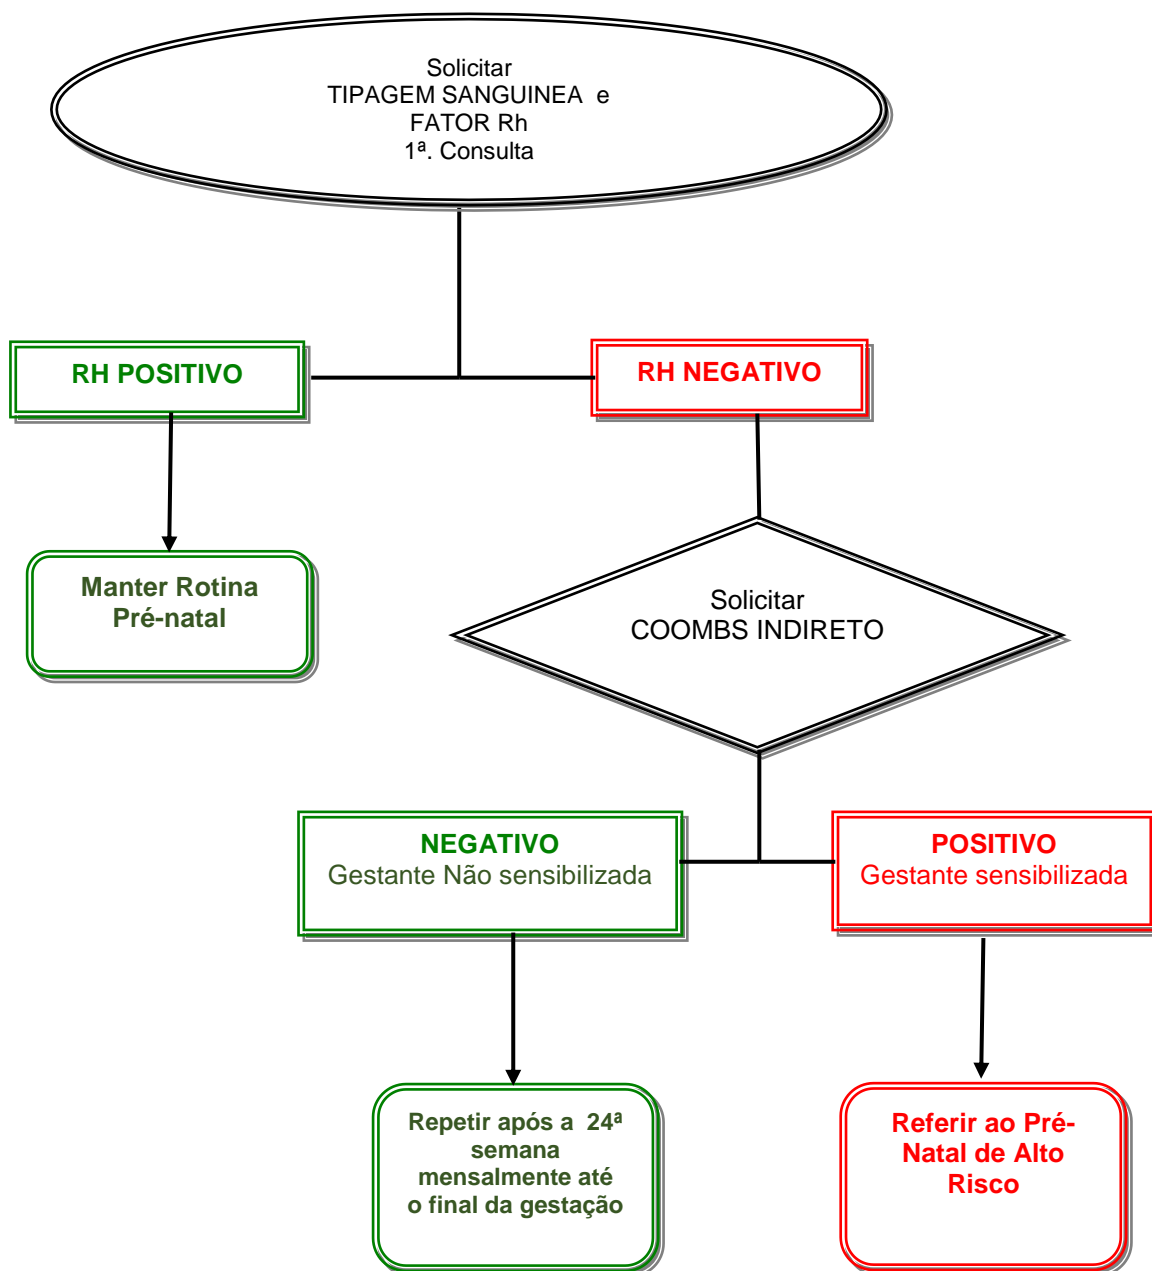 Solicitar
TIPAGEM SANGUINEA e
FATOR Rh
1ª. Consulta
RH POSITIVO
RH NEGATIVO
Manter Rotina
Pré-natal
Solicitar
COOMBS INDIRETO
NEGATIVO
Gestante Não sensibilizada
POSITIVO
Gestante sensibilizada
Repetir após a 24ª
semana
mensalmente até
o final da gestação
Referir ao Pré-
Natal de Alto
Risco